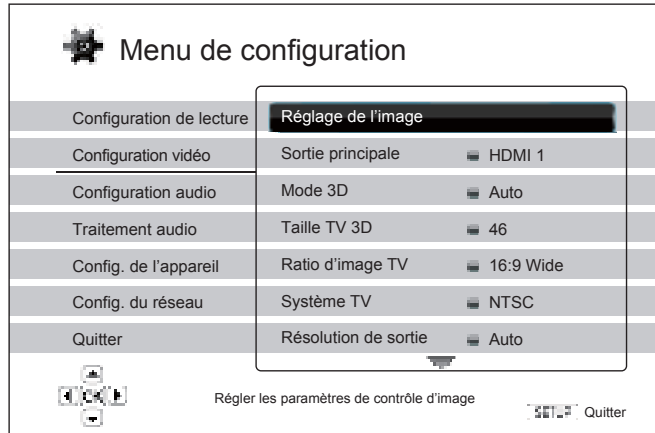 Menu de configuration
Configuration de lecture
Configuration vidéo
Configuration audio
Traitement audio
Config. de l'appareil
Config. du réseau
Quitter
Réglage de l'image
Sortie principale HDMI 1
Mode 3D Auto
Taille TV 3D 46
Ratio d'image TV 16:9 Wide
Système TV NTSC
Résolution de sortie Auto
OK
Régler les paramètres de contrôle d'image
SETUP Quitter